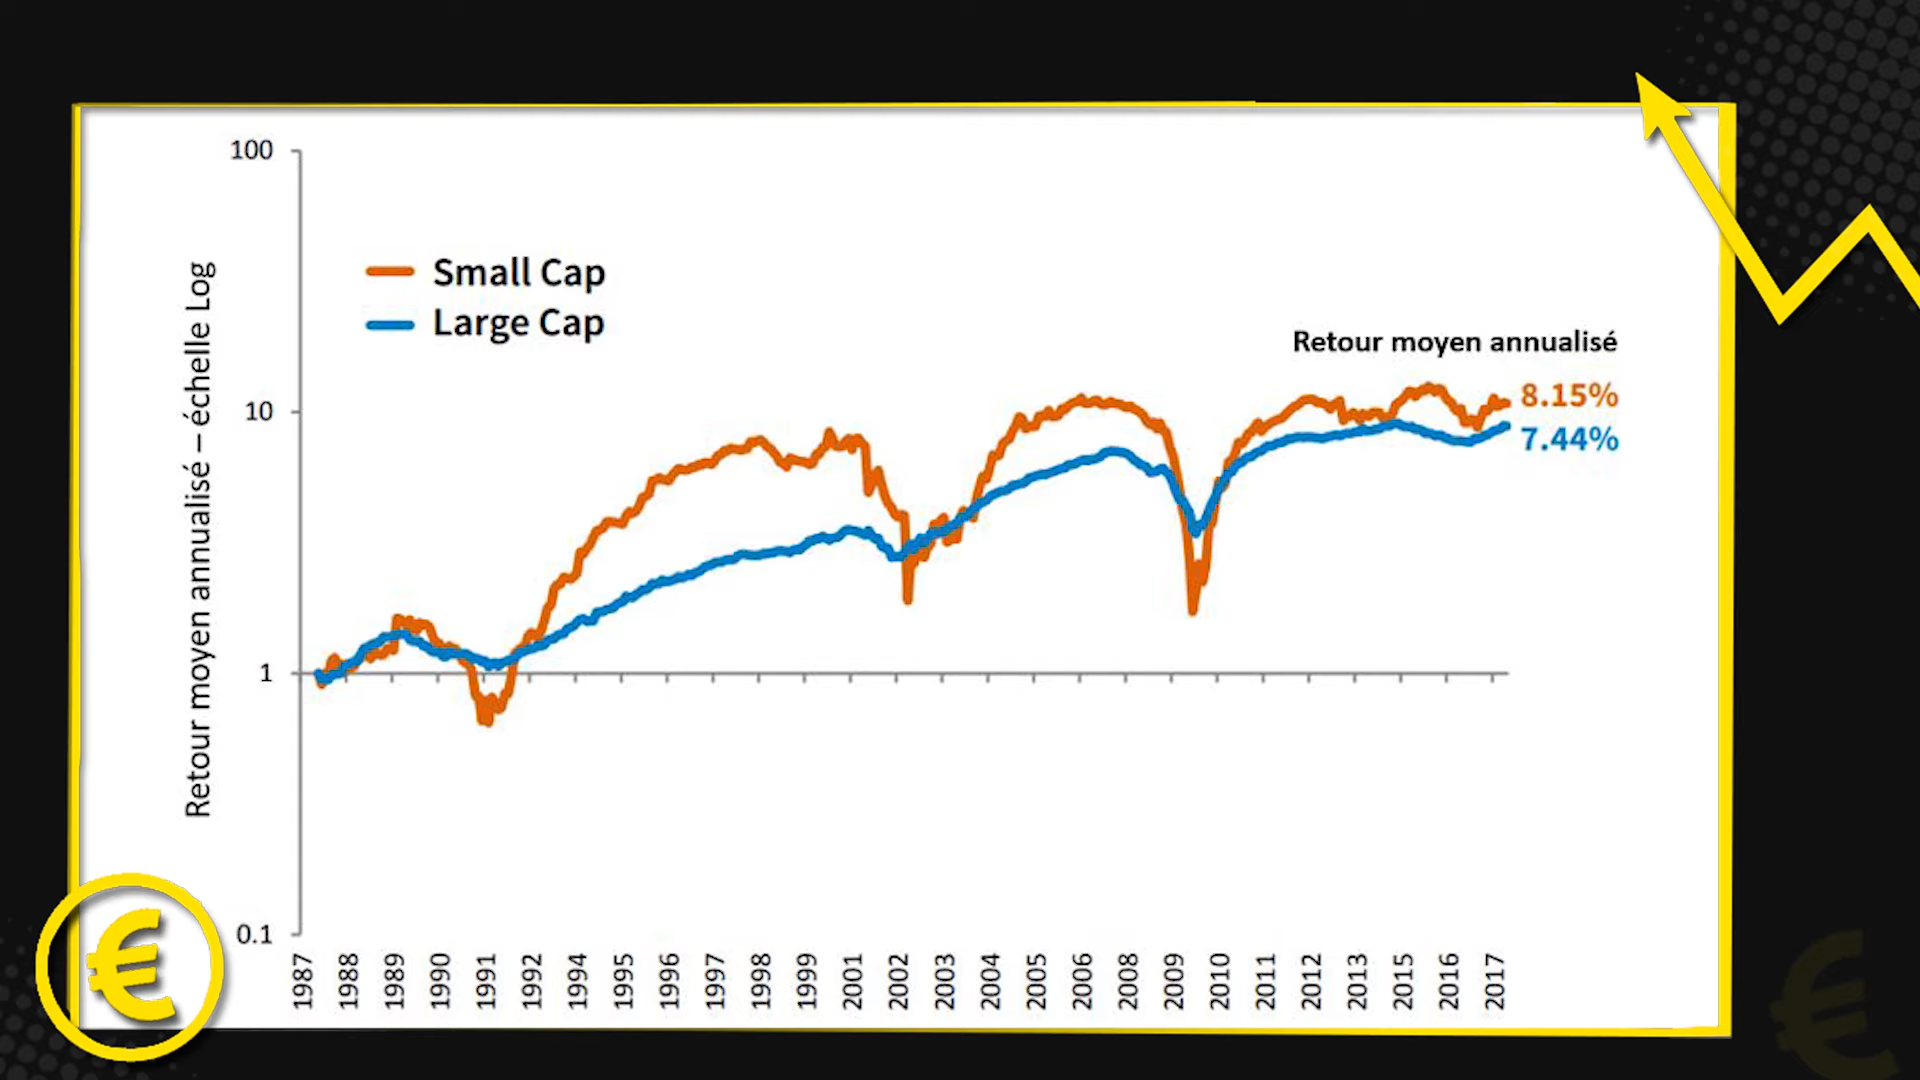 100
Small Cap
Large Cap
Retour moyen annualisé
8.15%
10
7.44%
Retour moyen annualisé – échelle Log
1
0.1
1987 1988 1989 1990 1991 1992 1994 1995 1996 1997 1998 1999 2001 2002 2003 2004 2005 2006 2008 2009 2010 2011 2012 2013 2015 2016 2017
€
€